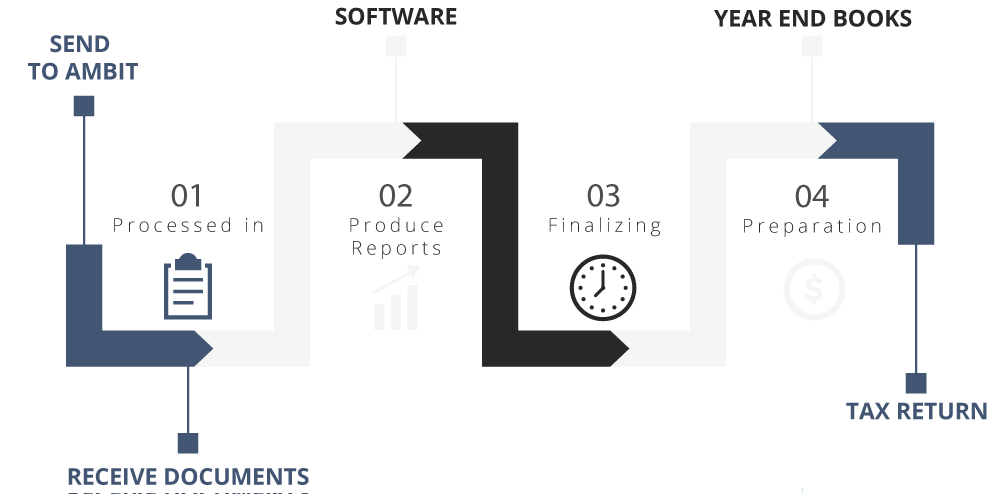 SOFTWARE
YEAR END BOOKS
SEND
TO AMBIT
01
Processed in
02
Produce
Reports
03
Finalizing
04
Preparation
$
TAX RETURN
RECEIVE DOCUMENTS